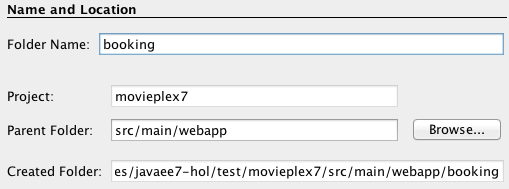 Name and Location
Folder Name: booking
Project: movieplex7
Parent Folder: src/main/webapp Browse...
Created Folder: es/javaee7-hol/test/movieplex7/src/main/webapp/booking